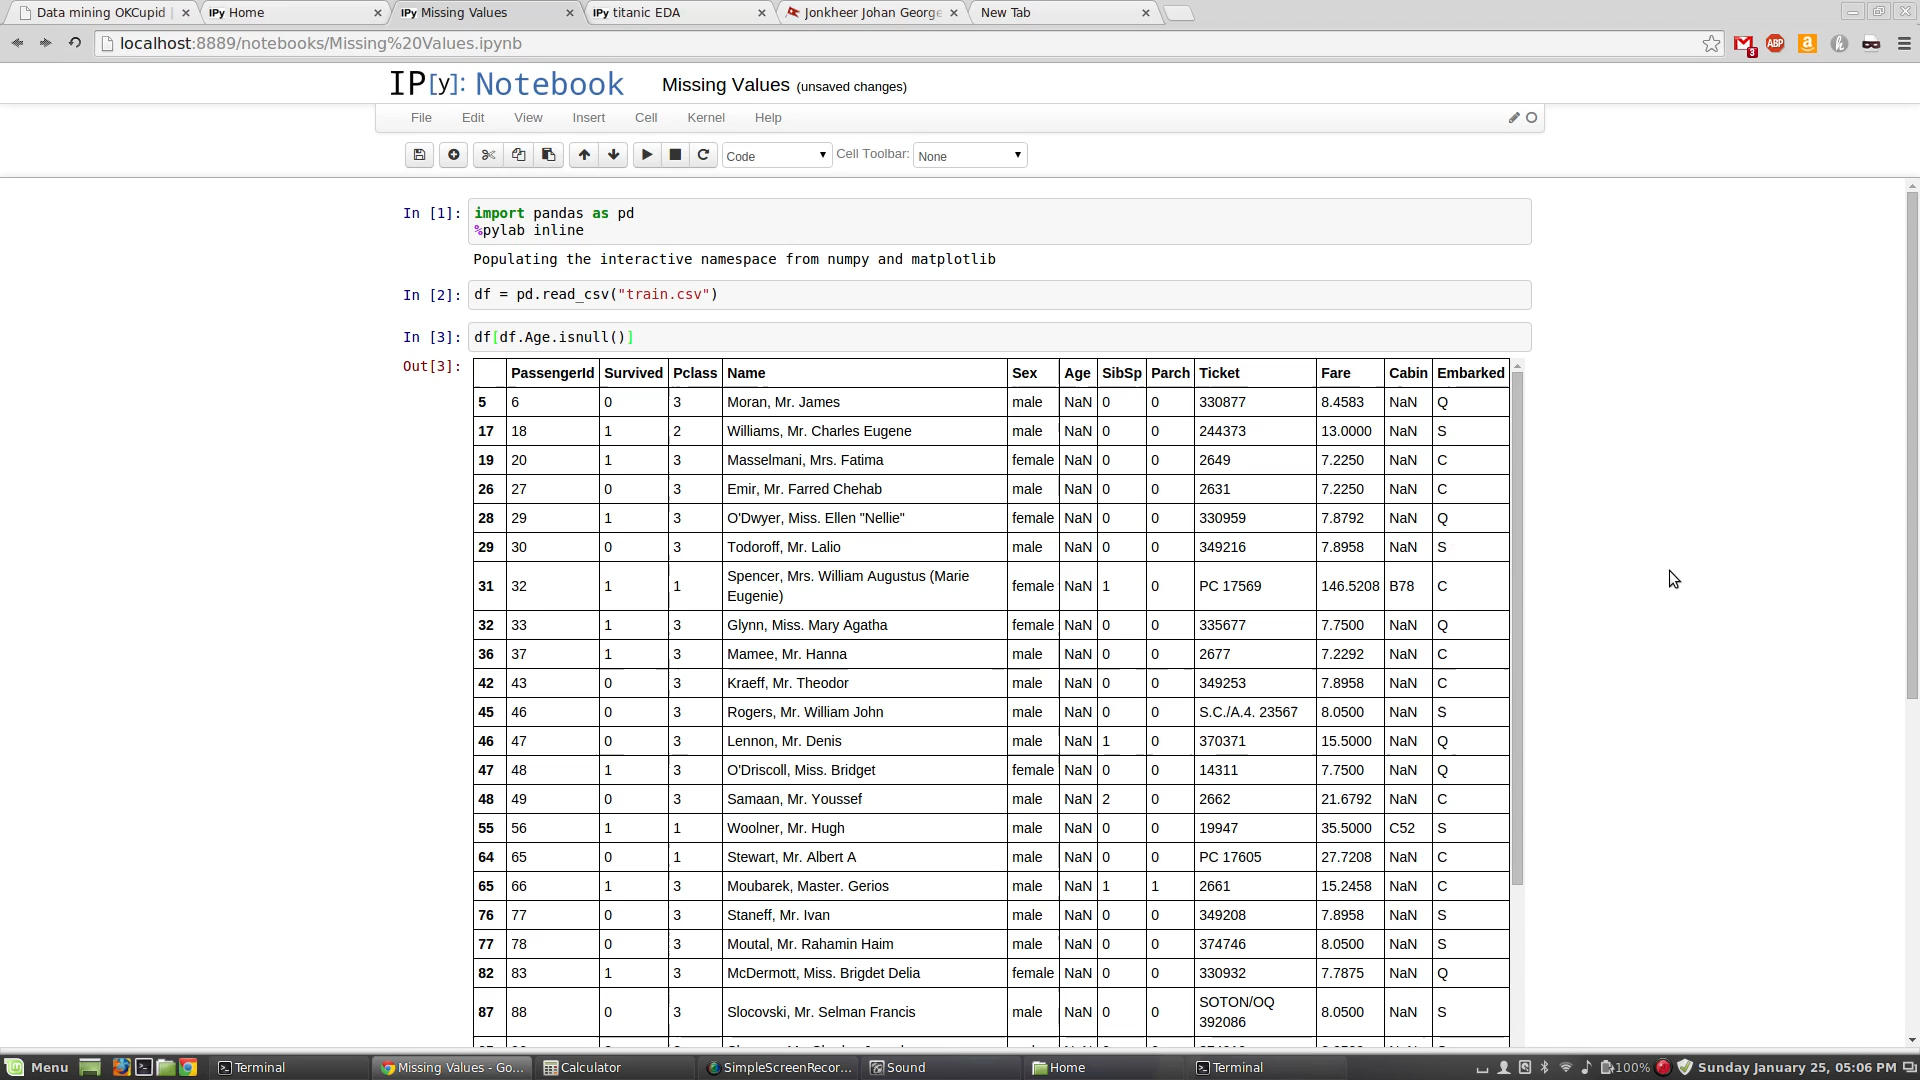 Data mining OKCupid | IPy Home IPy Missing Values IPy titanic EDA Jonkheer Johan George New Tab
localhost:8889/notebooks/Missing%20Values.ipynb
ABP
3
IP[y]: Notebook Missing Values (unsaved changes)
File Edit View Insert Cell Kernel Help
Code Cell Toolbar: None
In [1]: import pandas as pd
%pylab inline
Populating the interactive namespace from numpy and matplotlib
In [2]: df = pd.read_csv("train.csv")
In [3]: df[df.Age.isnull()]
Out[3]:
PassengerId Survived Pclass Name Sex Age SibSp Parch Ticket Fare Cabin Embarked
5 6 0 3 Moran, Mr. James male NaN 0 0 330877 8.4583 NaN Q
17 18 1 2 Williams, Mr. Charles Eugene male NaN 0 0 244373 13.0000 NaN S
19 20 1 3 Masselmani, Mrs. Fatima female NaN 0 0 2649 7.2250 NaN C
26 27 0 3 Emir, Mr. Farred Chehab male NaN 0 0 2631 7.2250 NaN C
28 29 1 3 O'Dwyer, Miss. Ellen "Nellie" female NaN 0 0 330959 7.8792 NaN Q
29 30 0 3 Todoroff, Mr. Lalio male NaN 0 0 349216 7.8958 NaN S
31 32 1 1 Spencer, Mrs. William Augustus (Marie Eugenie) female NaN 1 0 PC 17569 146.5208 B78 C
32 33 1 3 Glynn, Miss. Mary Agatha female NaN 0 0 335677 7.7500 NaN Q
36 37 1 3 Mamee, Mr. Hanna male NaN 0 0 2677 7.2292 NaN C
42 43 0 3 Kraeff, Mr. Theodor male NaN 0 0 349253 7.8958 NaN C
45 46 0 3 Rogers, Mr. William John male NaN 0 0 S.C./A.4. 23567 8.0500 NaN S
46 47 0 3 Lennon, Mr. Denis male NaN 1 0 370371 15.5000 NaN Q
47 48 1 3 O'Driscoll, Miss. Bridget female NaN 0 0 14311 7.7500 NaN Q
48 49 0 3 Samaan, Mr. Youssef male NaN 2 0 2662 21.6792 NaN C
55 56 1 1 Woolner, Mr. Hugh male NaN 0 0 19947 35.5000 C52 S
64 65 0 1 Stewart, Mr. Albert A male NaN 0 0 PC 17605 27.7208 NaN C
65 66 1 3 Moubarek, Master. Gerios male NaN 1 1 2661 15.2458 NaN C
76 77 0 3 Staneff, Mr. Ivan male NaN 0 0 349208 7.8958 NaN S
77 78 0 3 Moutal, Mr. Rahamin Haim male NaN 0 0 374746 8.0500 NaN S
82 83 1 3 McDermott, Miss. Brigdet Delia female NaN 0 0 330932 7.7875 NaN Q
87 88 0 3 Slocovski, Mr. Selman Francis male NaN 0 0 SOTON/OQ 392086 8.0500 NaN S
Menu Terminal Missing Values - Go... Calculator SimpleScreenRecor... Sound Home Terminal 100% Sunday January 25, 05:06 PM